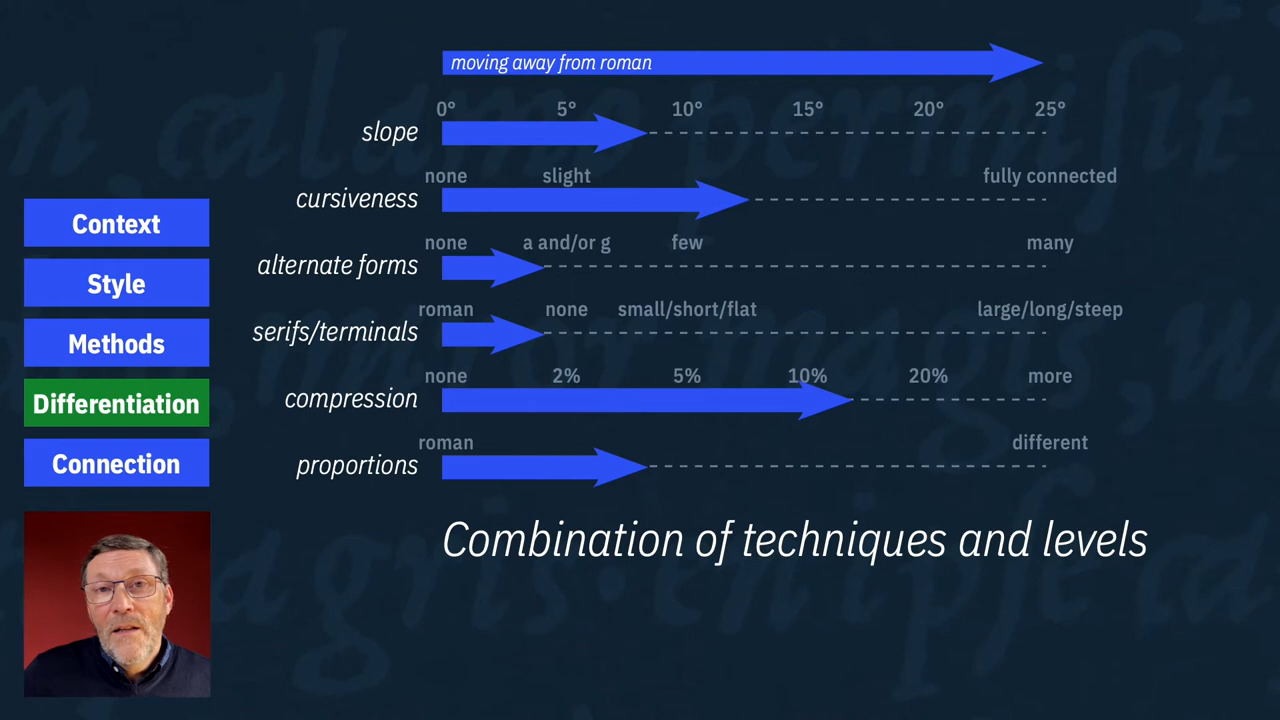 moving away from roman
0° 5° 10° 15° 20° 25°
slope
none slight fully connected
cursiveness
none a and/or g few many
alternate forms
roman none small/short/flat large/long/steep
serifs/terminals
none 2% 5% 10% 20% more
compression
roman different
proportions
Combination of techniques and levels
Context
Style
Methods
Differentiation
Connection